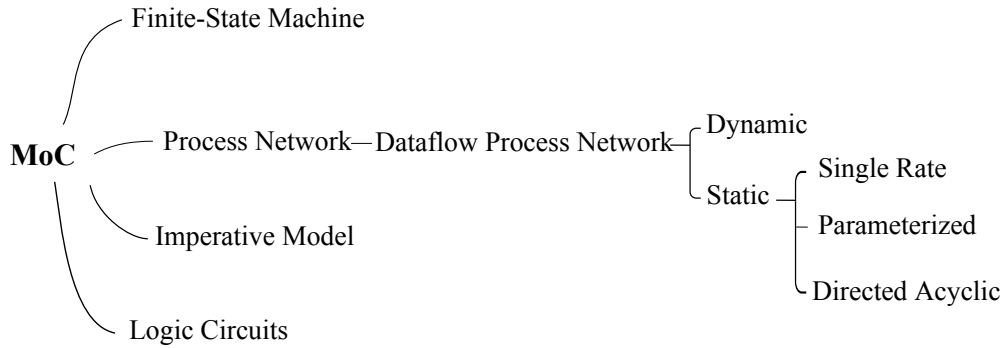 Finite-State Machine
MoC
Process Network
Dataflow Process Network
Dynamic
Static
Single Rate
Parameterized
Directed Acyclic
Imperative Model
Logic Circuits